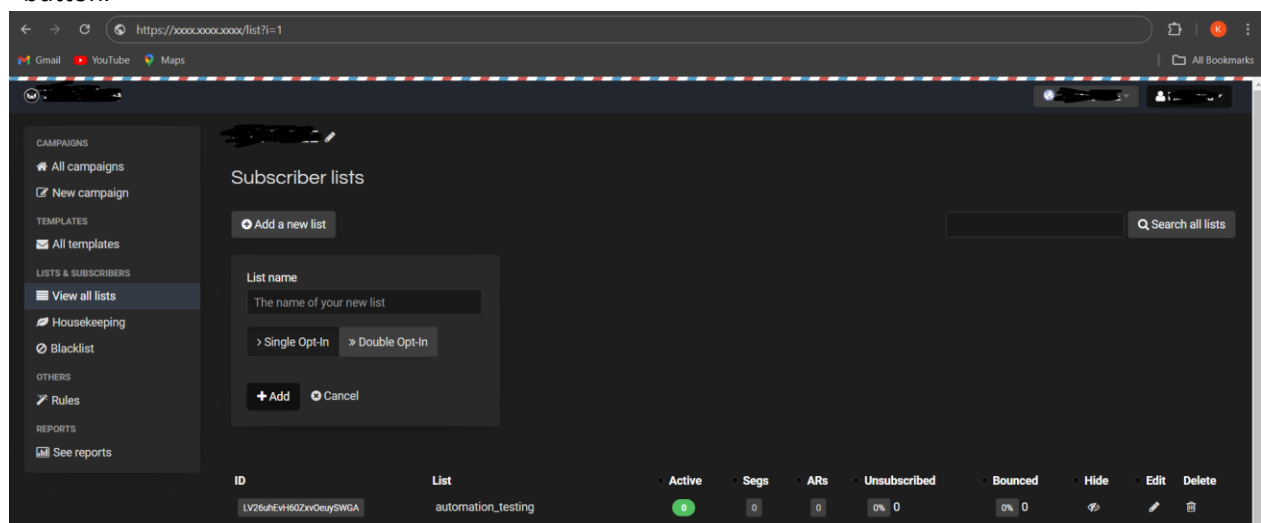 button.
https://xxxx.xxxx.xxxx/list?i=1
K
Gmail YouTube Maps
All Bookmarks
CAMPAIGNS
All campaigns
New campaign
TEMPLATES
All templates
LISTS & SUBSCRIBERS
View all lists
Housekeeping
Blacklist
OTHERS
Rules
REPORTS
See reports
Subscriber lists
Add a new list
Search all lists
List name
The name of your new list
Single Opt-In Double Opt-In
Add Cancel
ID List Active Segs ARs Unsubscribed Bounced Hide Edit Delete
LV26uhEvH60ZxvOeuySWGA automation_testing 0 0 0 0% 0 0% 0